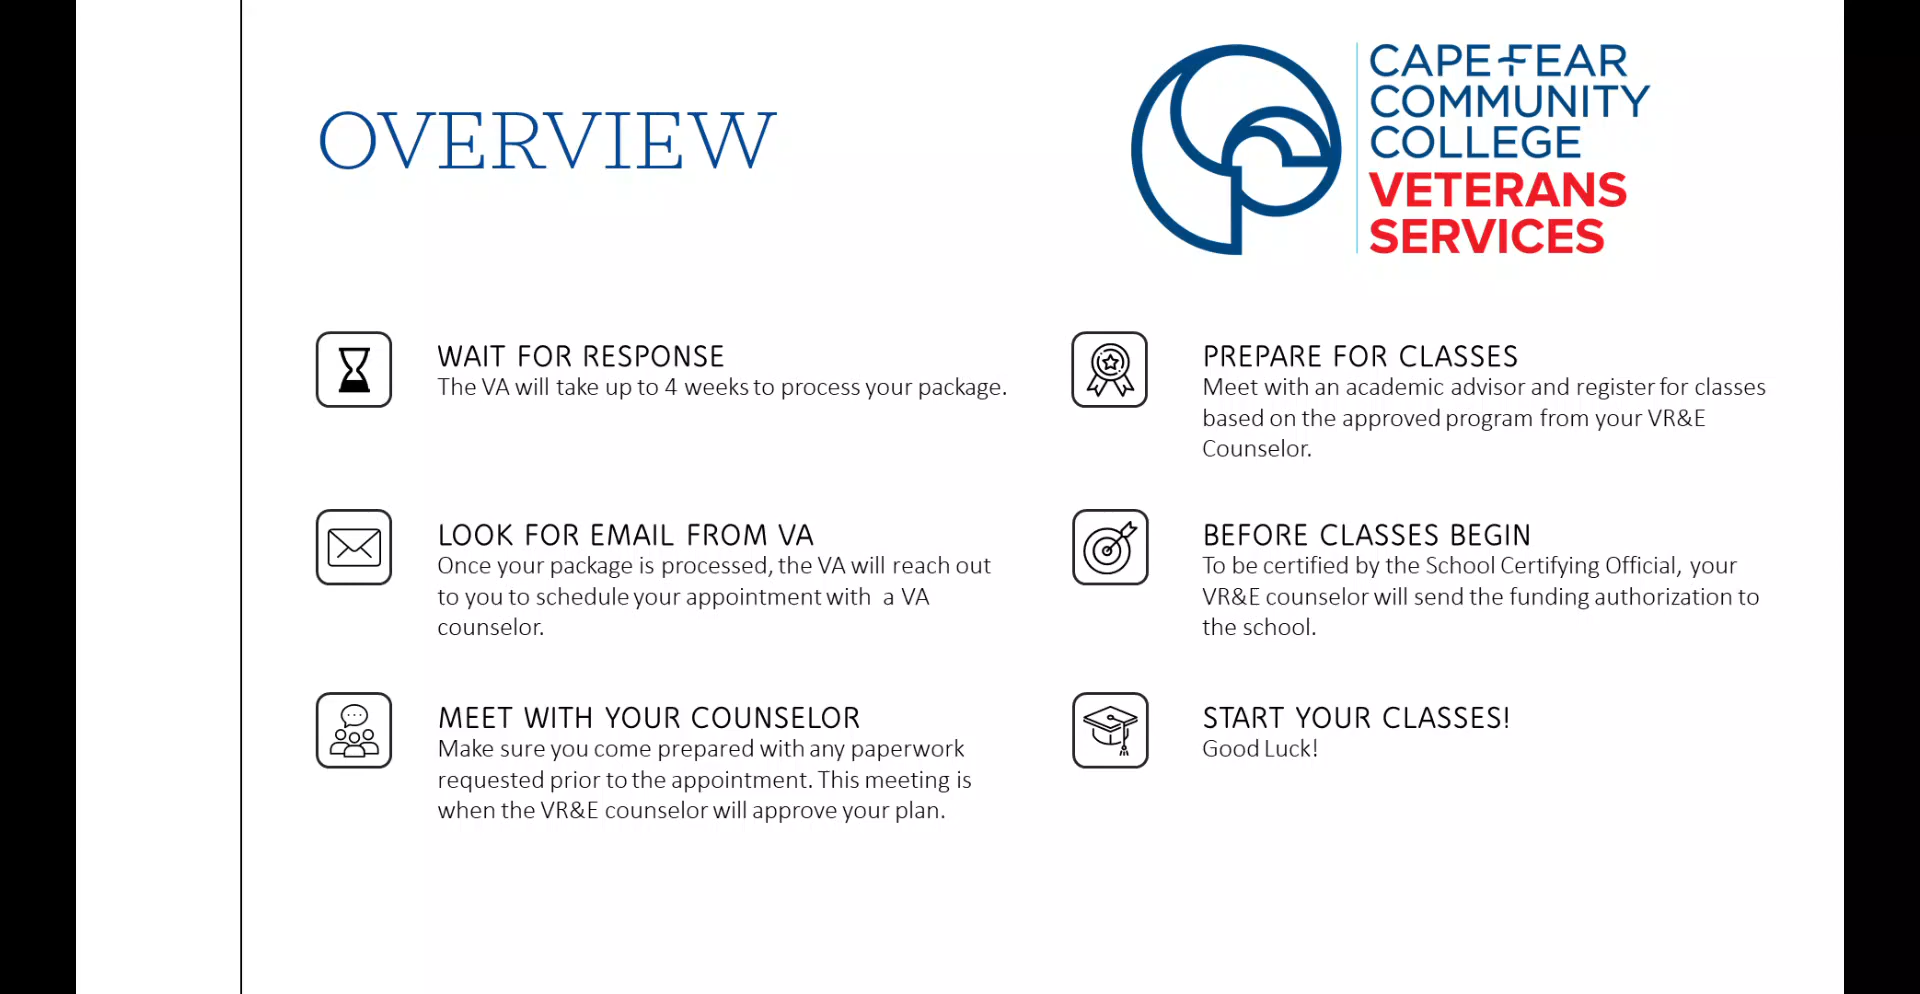 OVERVIEW
CAPE FEAR
COMMUNITY
COLLEGE
VETERANS
SERVICES
WAIT FOR RESPONSE
The VA will take up to 4 weeks to process your package.
LOOK FOR EMAIL FROM VA
Once your package is processed, the VA will reach out
to you to schedule your appointment with a VA
counselor.
MEET WITH YOUR COUNSELOR
Make sure you come prepared with any paperwork
requested prior to the appointment. This meeting is
when the VR&E counselor will approve your plan.
PREPARE FOR CLASSES
Meet with an academic advisor and register for classes
based on the approved program from your VR&E
Counselor.
BEFORE CLASSES BEGIN
To be certified by the School Certifying Official, your
VR&E counselor will send the funding authorization to
the school.
START YOUR CLASSES!
Good Luck!